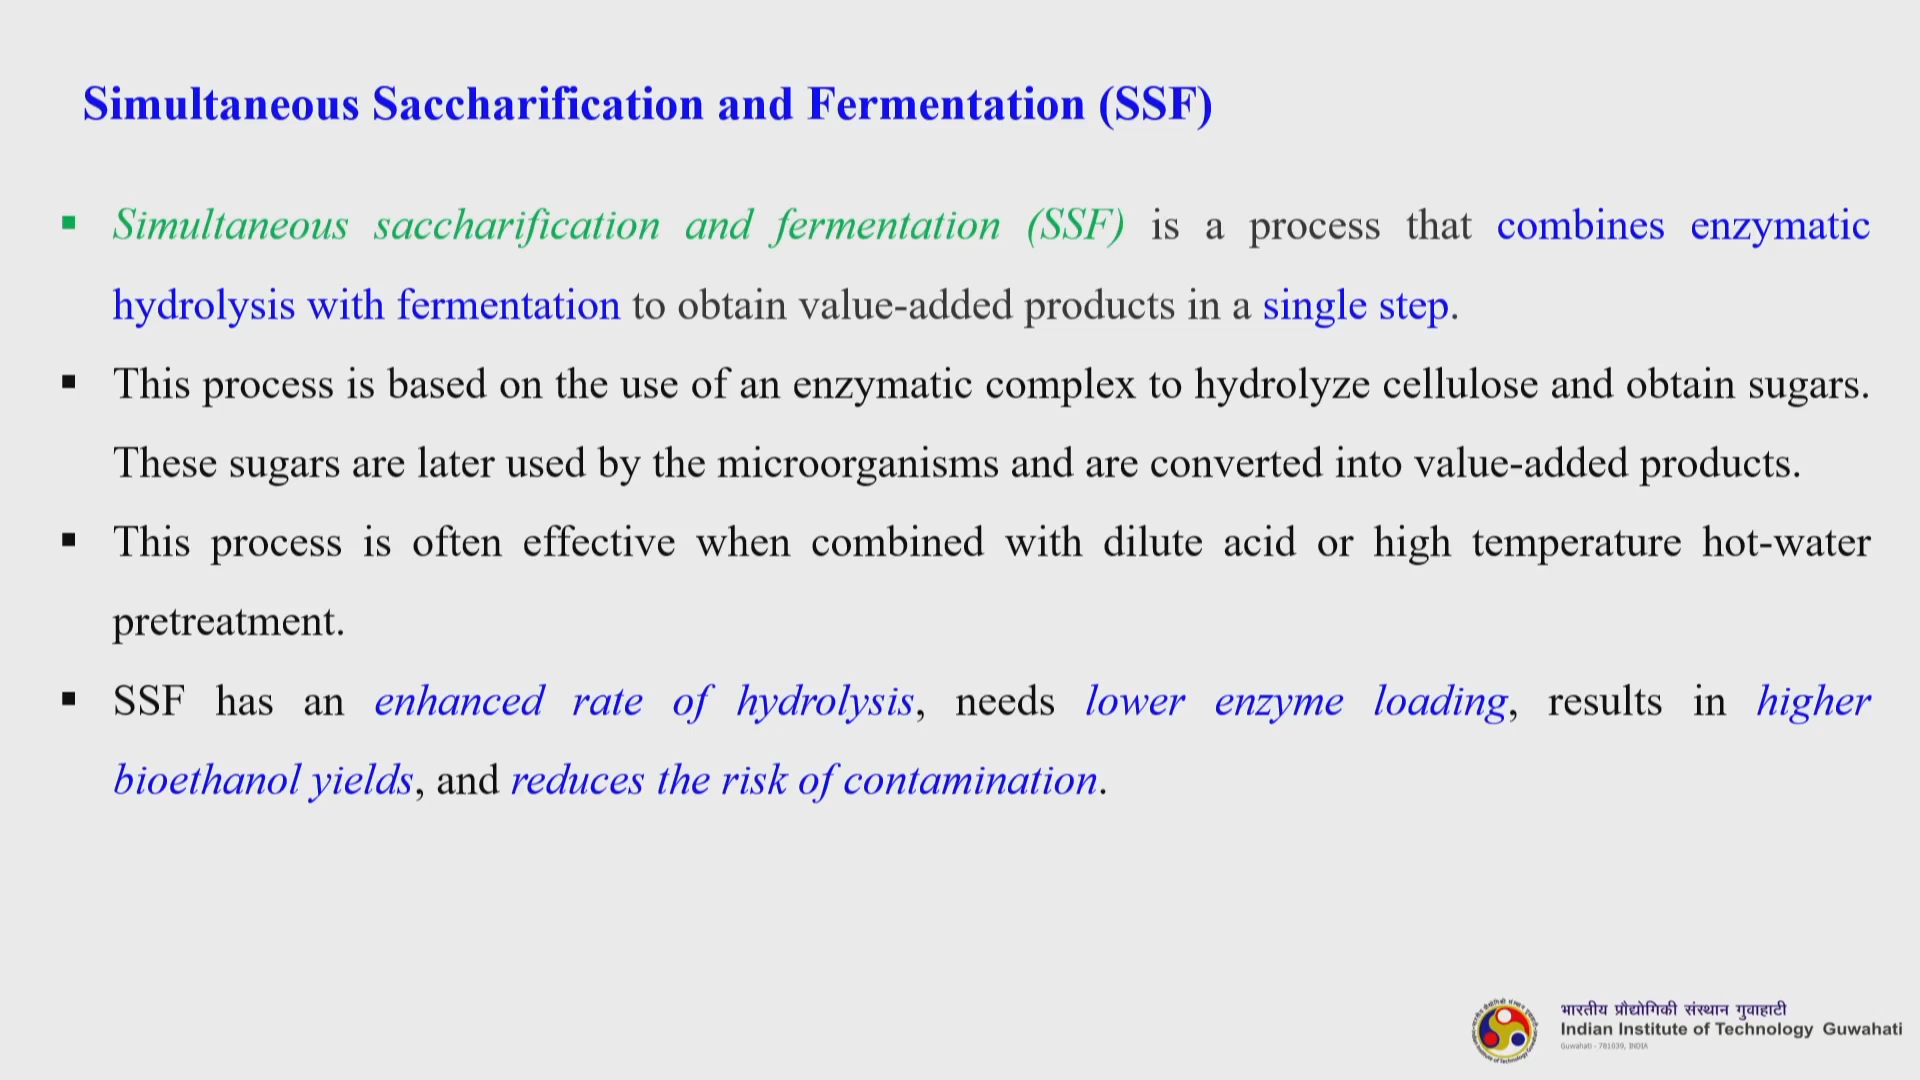 Simultaneous Saccharification and Fermentation (SSF)
▪ Simultaneous saccharification and fermentation (SSF) is a process that combines enzymatic
hydrolysis with fermentation to obtain value-added products in a single step.
▪ This process is based on the use of an enzymatic complex to hydrolyze cellulose and obtain sugars.
These sugars are later used by the microorganisms and are converted into value-added products.
▪ This process is often effective when combined with dilute acid or high temperature hot-water
pretreatment.
▪ SSF has an enhanced rate of hydrolysis, needs lower enzyme loading, results in higher
bioethanol yields, and reduces the risk of contamination.
भारतीय प्रौद्योगिकी संस्थान गुवाहाटी
Indian Institute of Technology Guwahati
Guwahati - 781039, INDIA